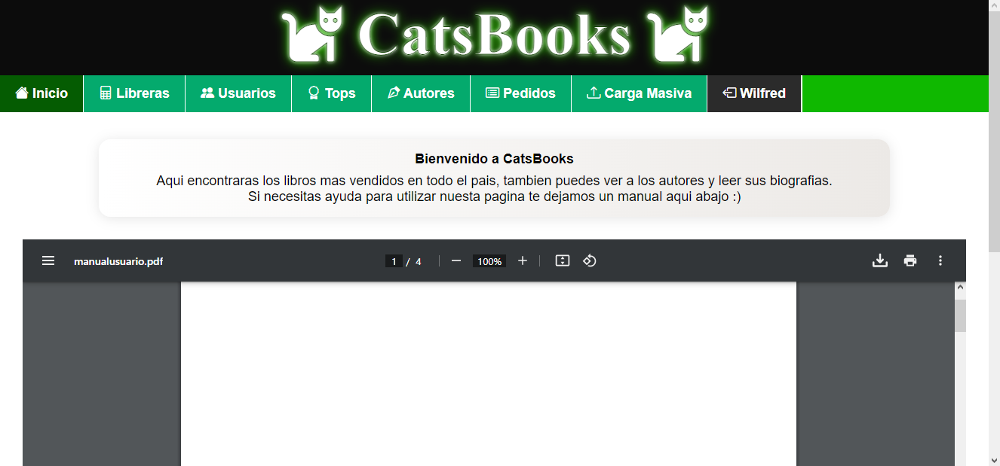 CatsBooks
Inicio Libreras Usuarios Tops Autores Pedidos Carga Masiva Wilfred
Bienvenido a CatsBooks
Aqui encontraras los libros mas vendidos en todo el pais, tambien puedes ver a los autores y leer sus biografias.
Si necesitas ayuda para utilizar nuesta pagina te dejamos un manual aqui abajo :)
manualusuario.pdf 1 / 4 100%